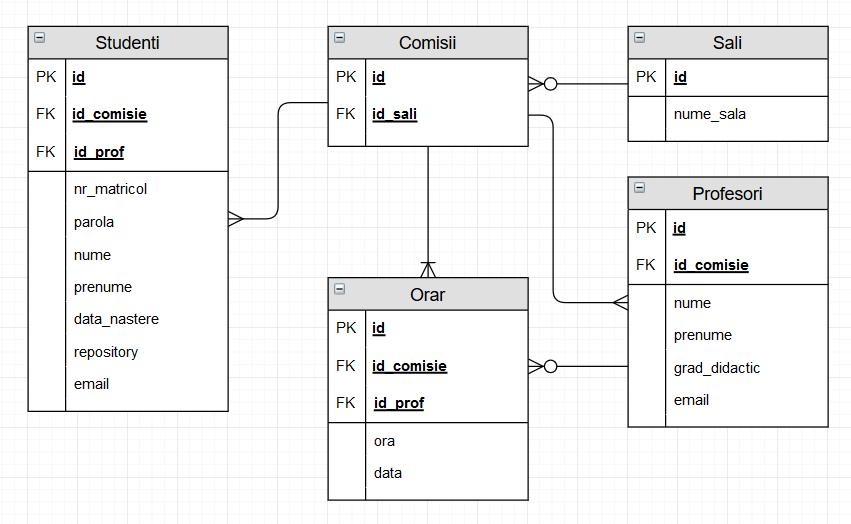 Studenti
PK id
FK id_comisie
FK id_prof
nr_matricol
parola
nume
prenume
data_nastere
repository
email
Comisii
PK id
FK id_sali
Sali
PK id
nume_sala
Profesori
PK id
FK id_comisie
nume
prenume
grad_didactic
email
Orar
PK id
FK id_comisie
FK id_prof
ora
data